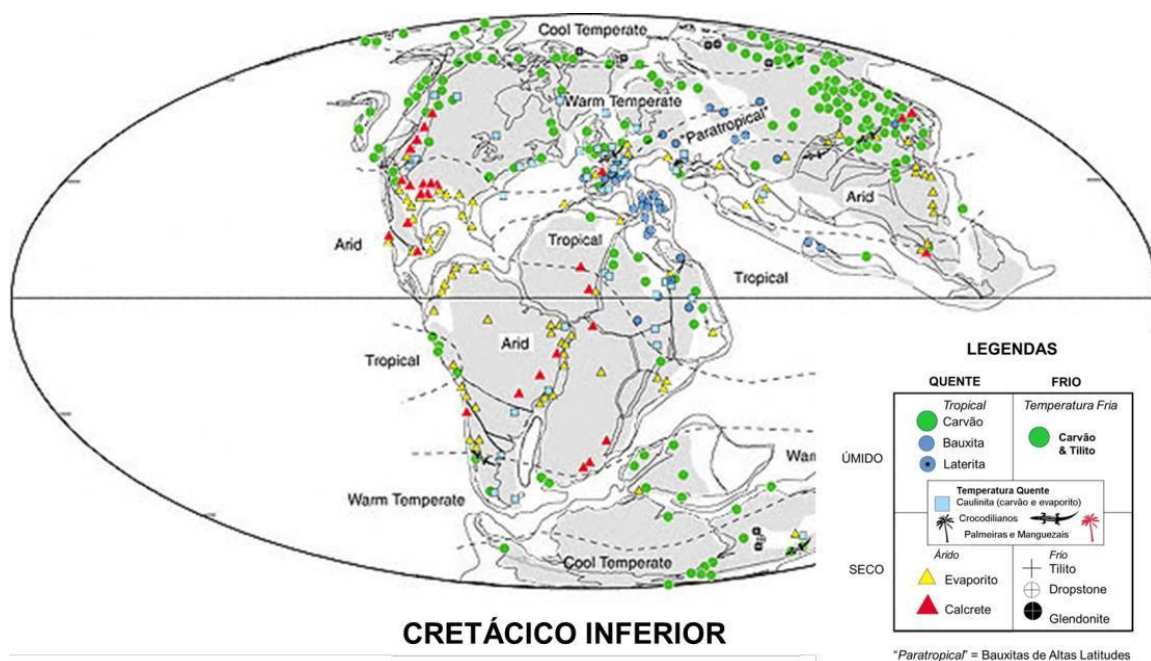 Cool Temperate
Warm Temperate
"Paratropical"
Arid
Arid
Tropical
Tropical
Arid
Tropical
Warm Temperate
Warm
Cool Temperate
CRETÁCICO INFERIOR
LEGENDAS
QUENTE
FRIO
Tropical
Carvão
Bauxita
Laterita
Temperatura Fria
Carvão
& Tilito
ÚMIDO
Temperatura Quente
Caulinita (carvão e evaporito)
Crocodilianos
Palmeiras e Manguezais
SECO
Árido
Evaporito
Calcrete
Frio
Tilito
Dropstone
Glendonite
"Paratropical" = Bauxitas de Altas Latitudes